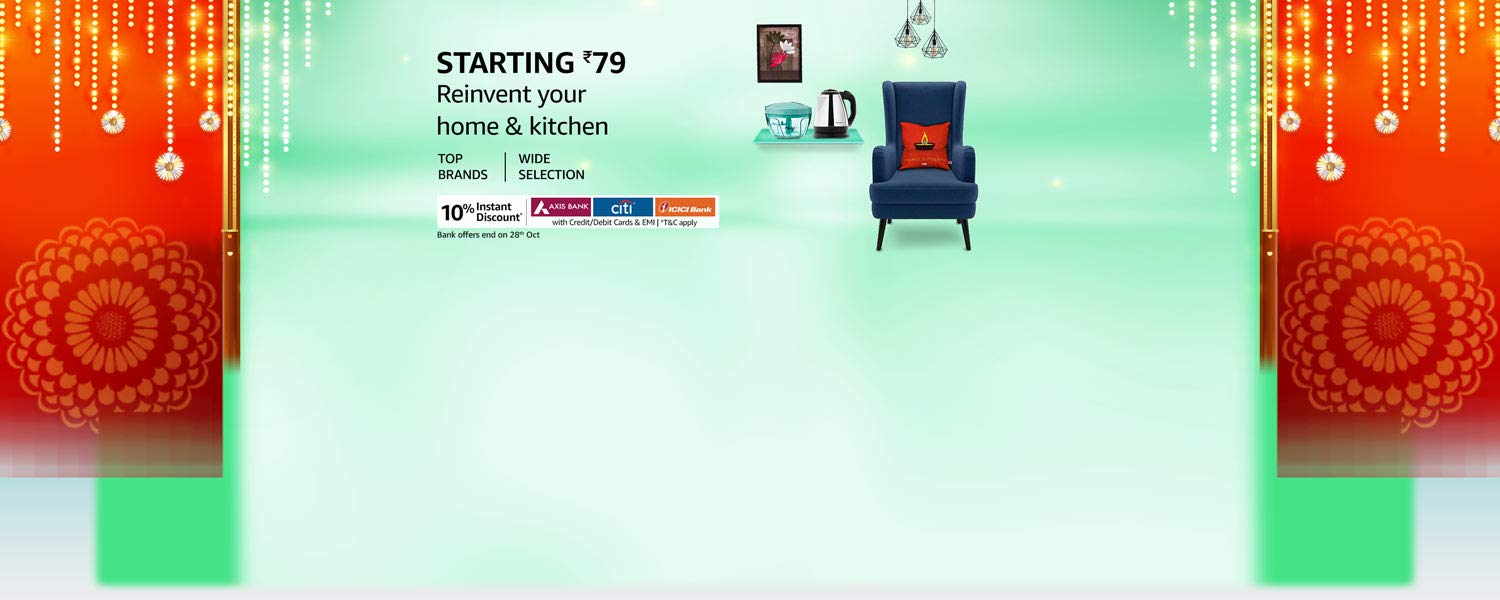 STARTING ₹79
Reinvent your
home & kitchen
TOP BRANDS | WIDE SELECTION
10% Instant Discount*
AXIS BANK
citi
ICICI Bank
with Credit/Debit Cards & EMI | *T&C apply
Bank offers end on 28th Oct